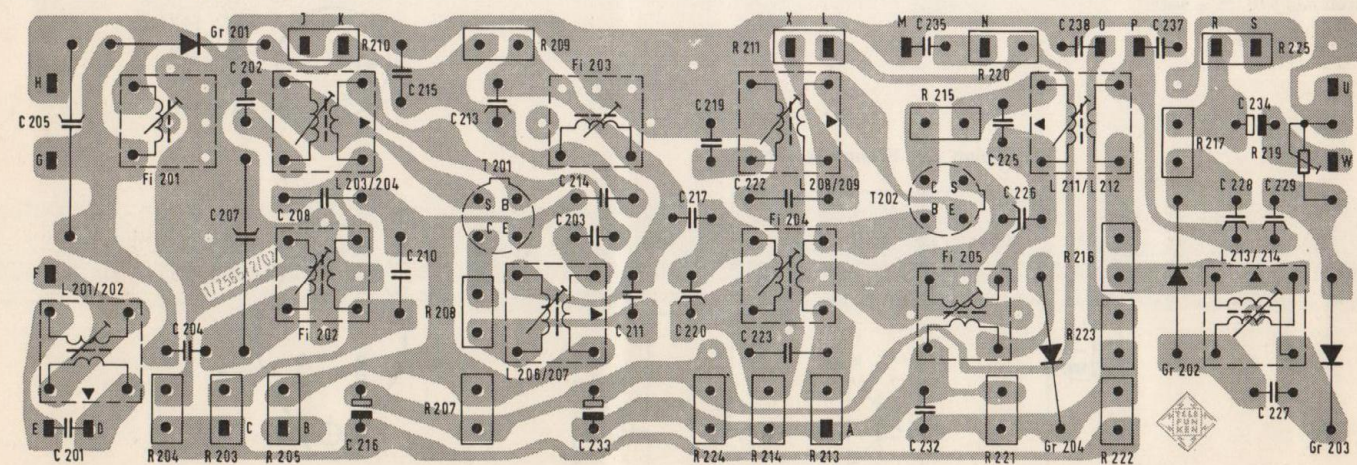 J K X L M C 235 N C 238 O P C 237 R S
Gr 201 R 210 R 209 R 211 R 220 R 225
H C 202 C 215 Fi 203 C 219 R 215 U
C 205 C 213 C 225 R 217 C 234
G R 219 W
Fi 201 L 203/204 T 201 C 214 C 222 L 208/209 L 211/L 212
S B C 217 T 202 C S C 226 C 228 C 229
C 207 C 208 C E C 203 Fi 204 B E
1/2565/2/02 C 210 Fi 205 R 216 L 213/214
F
L 201/202 R 208
C 204 Fi 202 C 211 C 220 C 223 R 223
L 206/207 Gr 202
R 207 C 227
E D C B A TELE
FUN
KEN
C 201 R 204 R 203 R 205 C 216 C 233 R 224 R 214 R 213 C 232 R 221 Gr 204 R 222 Gr 203